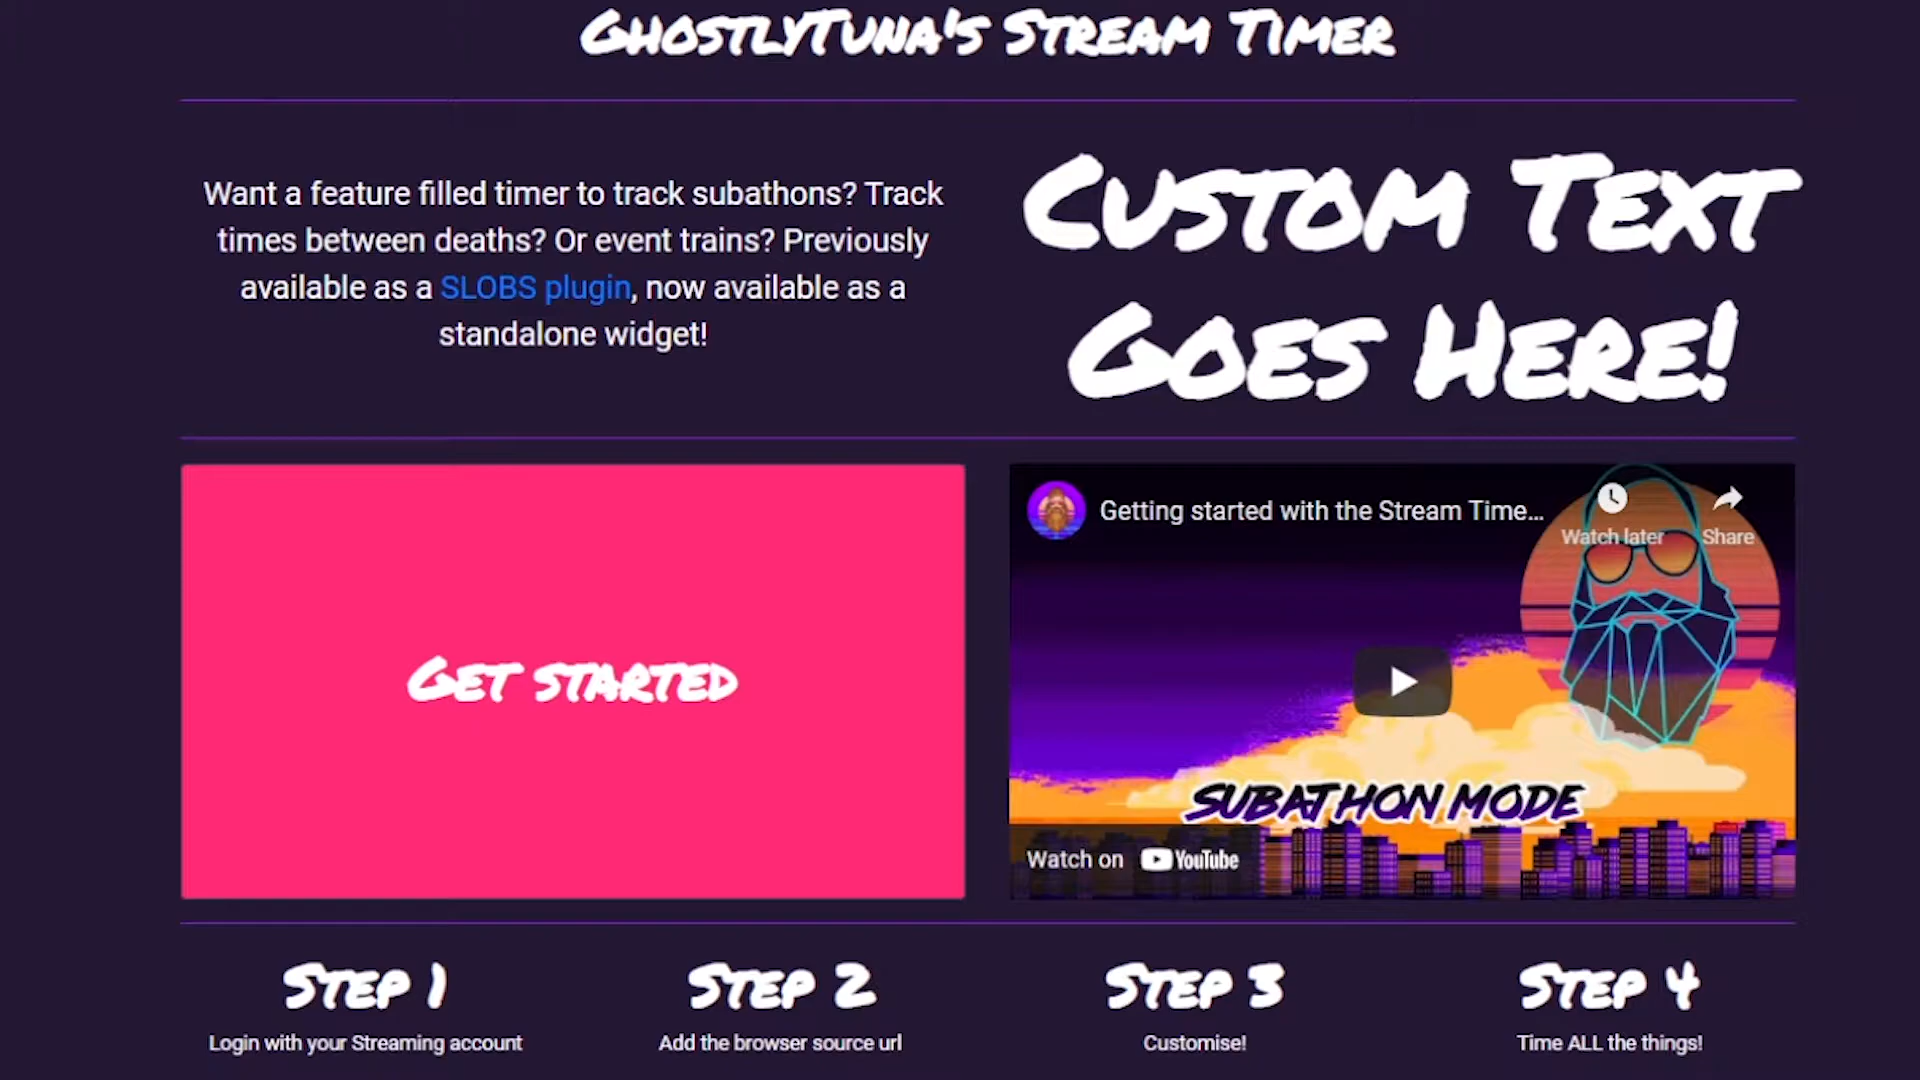 GhostlyTuna's Stream Timer
Want a feature filled timer to track subathons? Track
times between deaths? Or event trains? Previously
available as a SLOBS plugin, now available as a
standalone widget!
Custom Text
Goes Here!
Get started
Getting started with the Stream Time...
Watch later
Share
SUBATHON MODE
Watch on YouTube
Step 1
Login with your Streaming account
Step 2
Add the browser source url
Step 3
Customise!
Step 4
Time ALL the things!